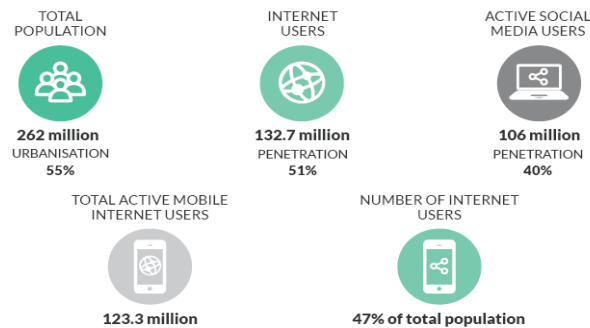 TOTAL
POPULATION
262 million
URBANISATION
55%
INTERNET
USERS
132.7 million
PENETRATION
51%
ACTIVE SOCIAL
MEDIA USERS
106 million
PENETRATION
40%
TOTAL ACTIVE MOBILE
INTERNET USERS
123.3 million
NUMBER OF INTERNET
USERS
47% of total population